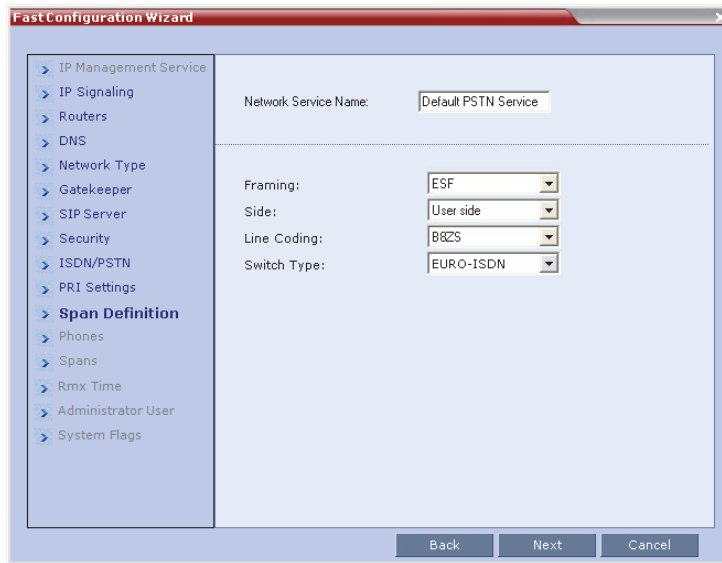 Fast Configuration Wizard
IP Management Service
IP Signaling
Routers
DNS
Network Type
Gatekeeper
SIP Server
Security
ISDN/PSTN
PRI Settings
Span Definition
Phones
Spans
Rmx Time
Administrator User
System Flags
Network Service Name: Default PSTN Service
Framing: ESF
Side: User side
Line Coding: B8ZS
Switch Type: EURO-ISDN
Back Next Cancel